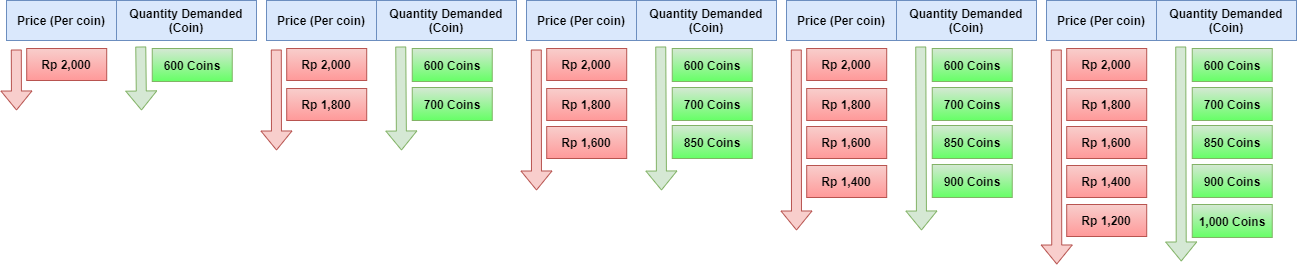 Price (Per coin)
Quantity Demanded
(Coin)
Rp 2,000
600 Coins
Price (Per coin)
Quantity Demanded
(Coin)
Rp 2,000
600 Coins
Rp 1,800
700 Coins
Price (Per coin)
Quantity Demanded
(Coin)
Rp 2,000
600 Coins
Rp 1,800
700 Coins
Rp 1,600
850 Coins
Price (Per coin)
Quantity Demanded
(Coin)
Rp 2,000
600 Coins
Rp 1,800
700 Coins
Rp 1,600
850 Coins
Rp 1,400
900 Coins
Price (Per coin)
Quantity Demanded
(Coin)
Rp 2,000
600 Coins
Rp 1,800
700 Coins
Rp 1,600
850 Coins
Rp 1,400
900 Coins
Rp 1,200
1,000 Coins